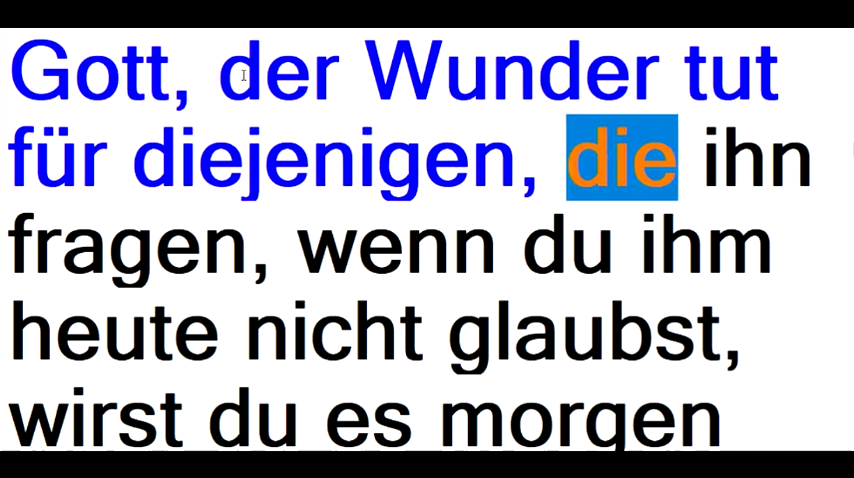 Gott, der Wunder tut
für diejenigen, die ihn
fragen, wenn du ihm
heute nicht glaubst,
wirst du es morgen